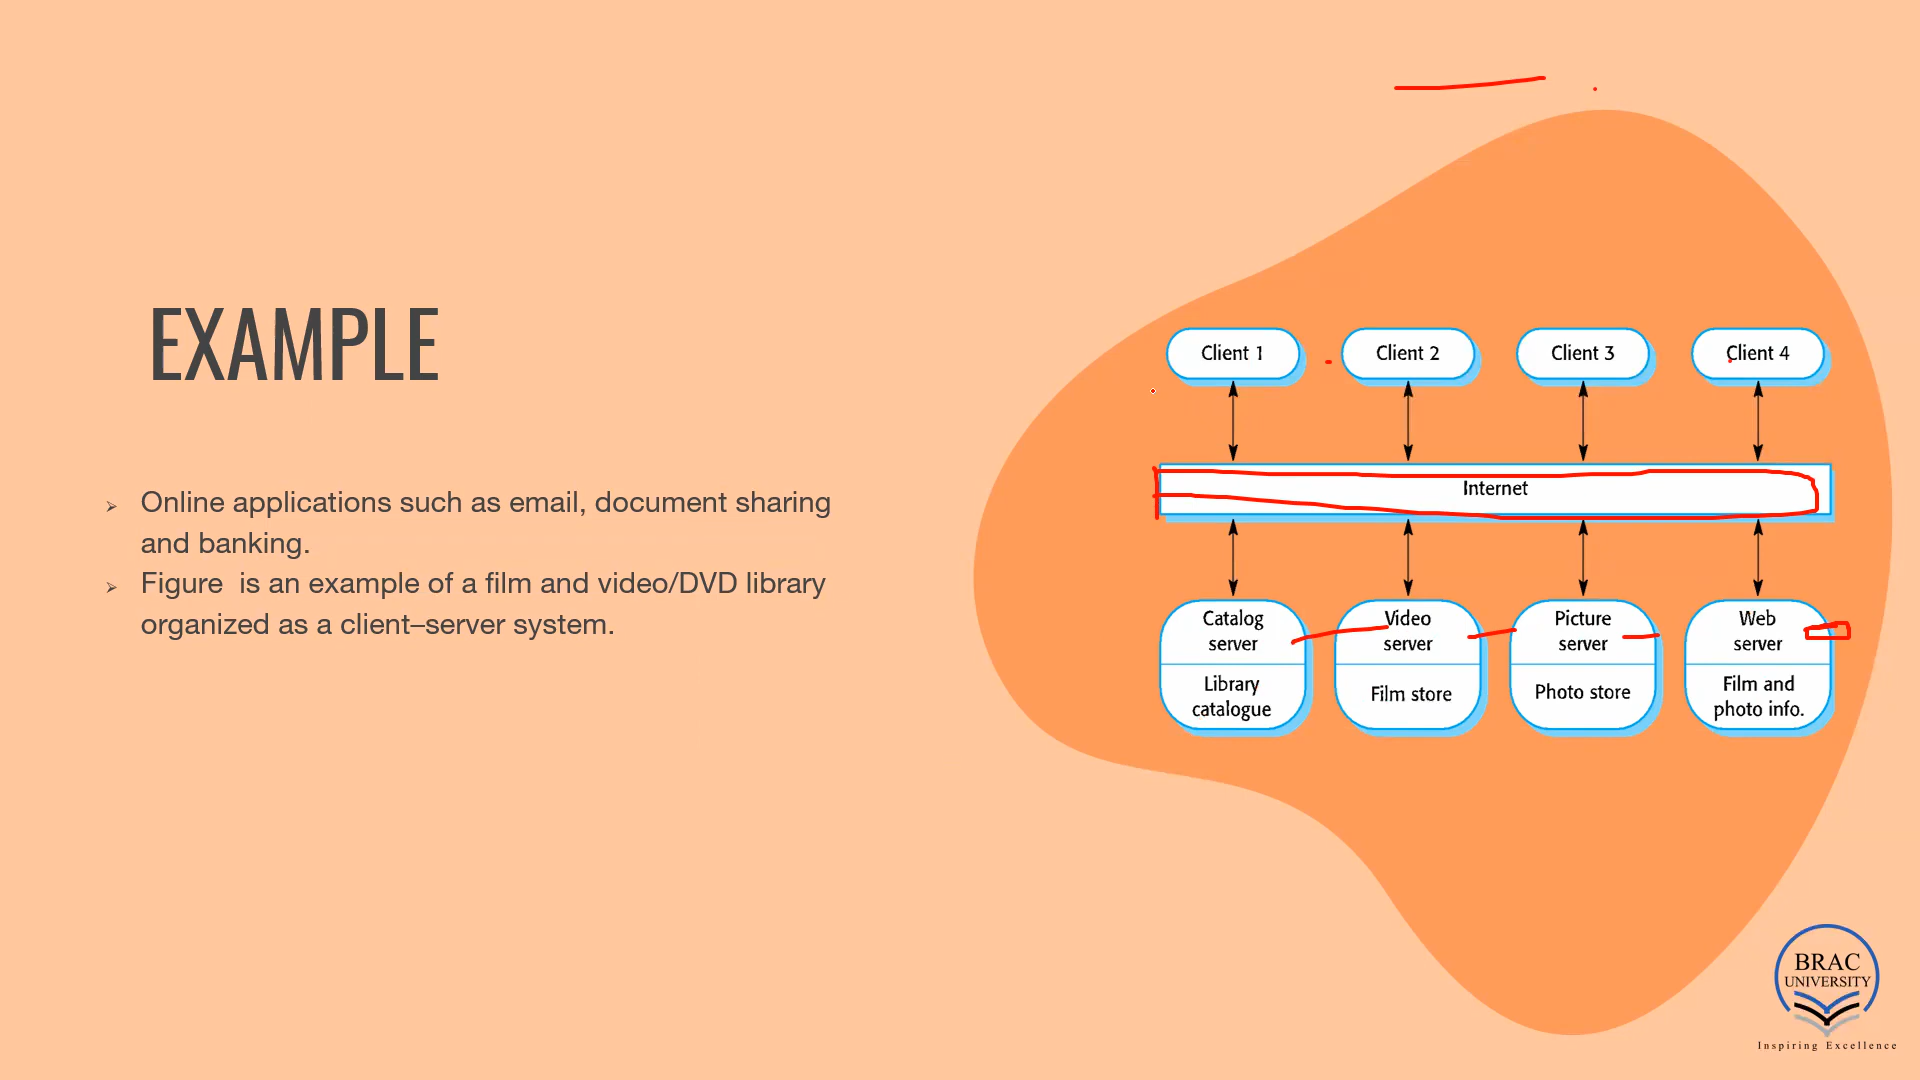 EXAMPLE
➢ Online applications such as email, document sharing
and banking.
➢ Figure  is an example of a film and video/DVD library
organized as a client–server system.
Client 1
Client 2
Client 3
Client 4
Internet
Catalog
server
Library
catalogue
Video
server
Film store
Picture
server
Photo store
Web
server
Film and
photo info.
BRAC
UNIVERSITY
Inspiring Excellence